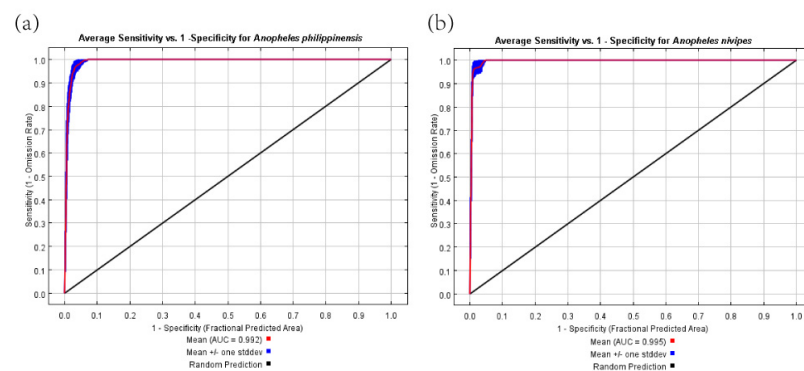 (a)
Average Sensitivity vs. 1 -Specificity for Anopheles philippinensis
Sensitivity (1 - Omission Rate)
1.0
0.9
0.8
0.7
0.6
0.5
0.4
0.3
0.2
0.1
0.0
0.0 0.1 0.2 0.3 0.4 0.5 0.6 0.7 0.8 0.9 1.0
1 - Specificity (Fractional Predicted Area)
Mean (AUC = 0.992)
Mean +/- one stddev
Random Prediction
(b)
Average Sensitivity vs. 1 - Specificity for Anopheles nivipes
Sensitivity (1 - Omission Rate)
1.0
0.9
0.8
0.7
0.6
0.5
0.4
0.3
0.2
0.1
0.0
0.0 0.1 0.2 0.3 0.4 0.5 0.6 0.7 0.8 0.9 1.0
1 - Specificity (Fractional Predicted Area)
Mean (AUC = 0.995)
Mean +/- one stddev
Random Prediction